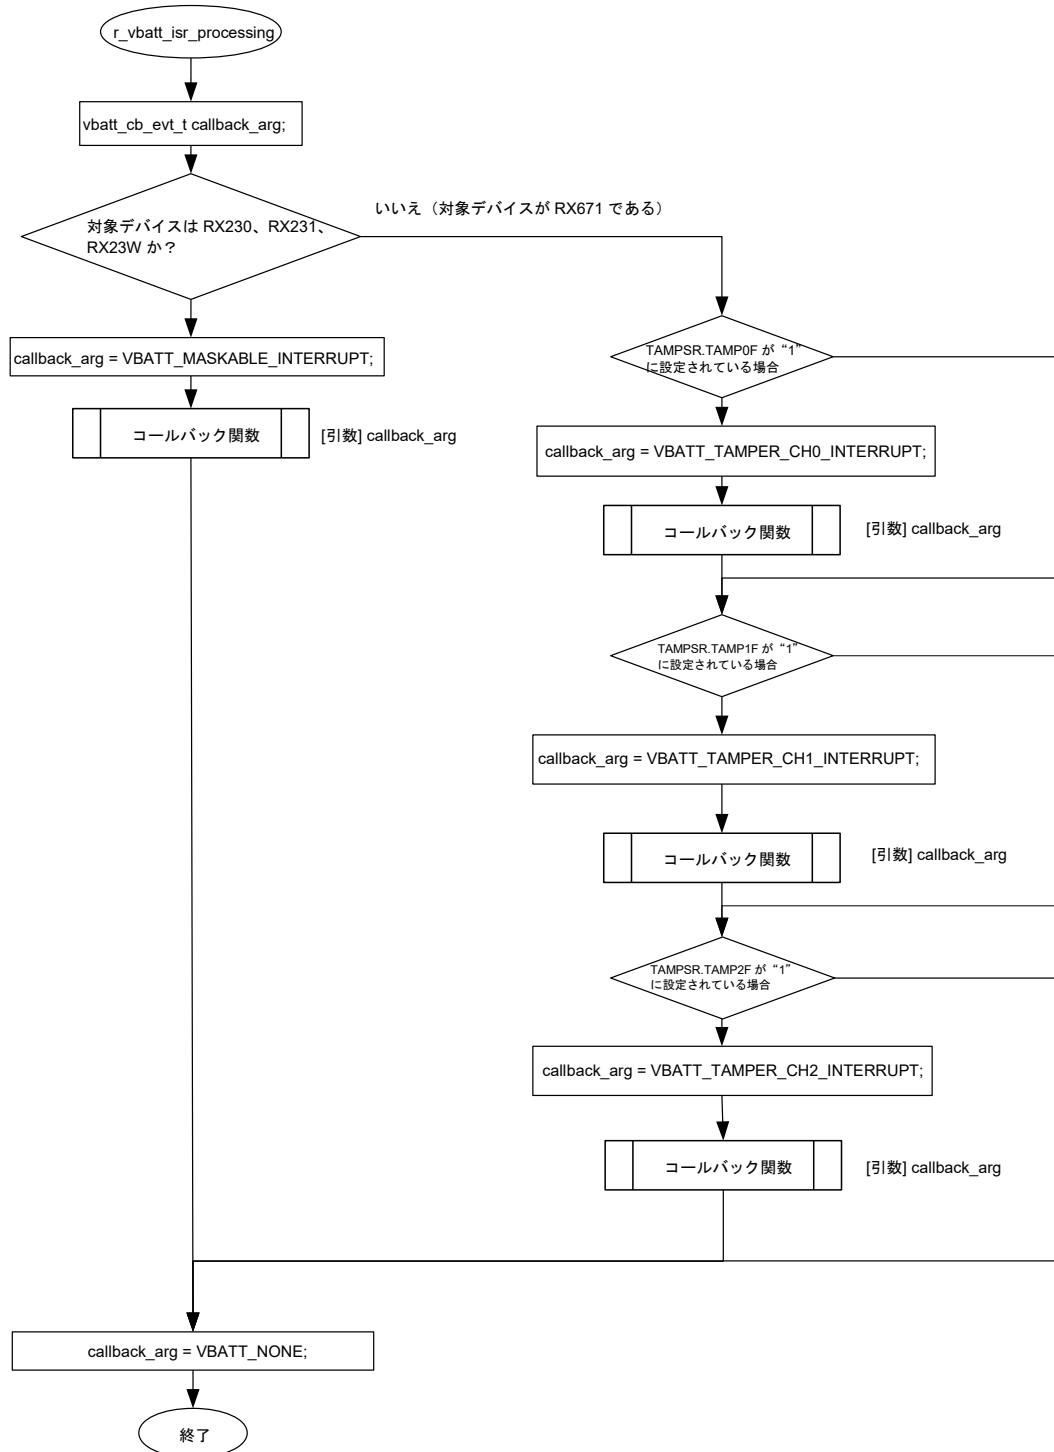 r_vbatt_isr_processing
vbatt_cb_evt_t callback_arg;
いいえ（対象デバイスが RX671 である）
対象デバイスは RX230、RX231、
RX23W か？
callback_arg = VBATT_MASKABLE_INTERRUPT;
コールバック関数
[引数] callback_arg
TAMPSR.TAMP0F が “1”
に設定されている場合
callback_arg = VBATT_TAMPER_CH0_INTERRUPT;
コールバック関数
[引数] callback_arg
TAMPSR.TAMP1F が “1”
に設定されている場合
callback_arg = VBATT_TAMPER_CH1_INTERRUPT;
コールバック関数
[引数] callback_arg
TAMPSR.TAMP2F が “1”
に設定されている場合
callback_arg = VBATT_TAMPER_CH2_INTERRUPT;
コールバック関数
[引数] callback_arg
callback_arg = VBATT_NONE;
終了